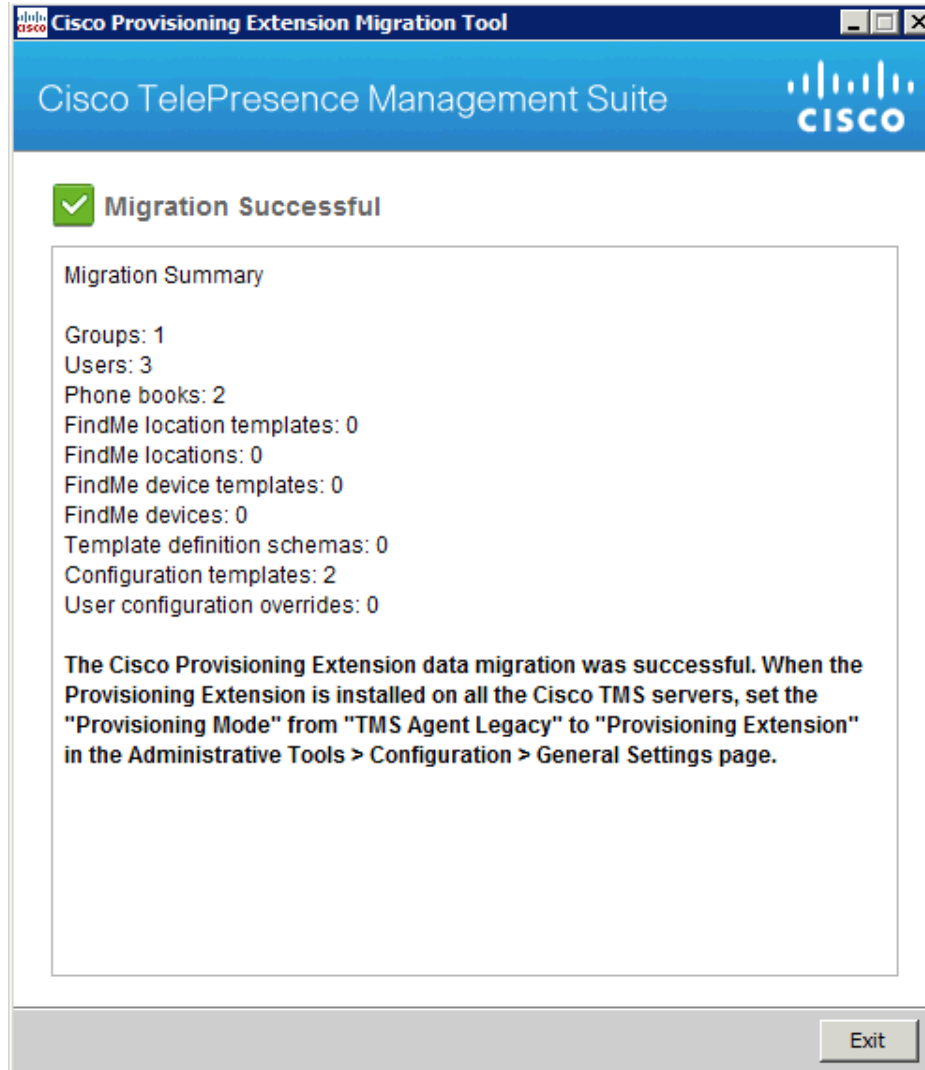 cisco Cisco Provisioning Extension Migration Tool
Cisco TelePresence Management Suite
CISCO
Migration Successful
Migration Summary
Groups: 1
Users: 3
Phone books: 2
FindMe location templates: 0
FindMe locations: 0
FindMe device templates: 0
FindMe devices: 0
Template definition schemas: 0
Configuration templates: 2
User configuration overrides: 0
The Cisco Provisioning Extension data migration was successful. When the
Provisioning Extension is installed on all the Cisco TMS servers, set the
"Provisioning Mode" from "TMS Agent Legacy" to "Provisioning Extension"
in the Administrative Tools > Configuration > General Settings page.
Exit